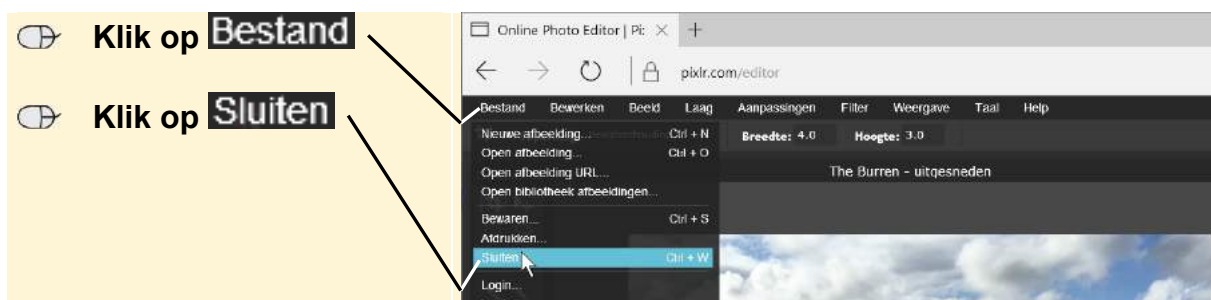 Klik op Bestand
Klik op Sluiten
Online Photo Editor | Pi:
pixlr.com/editor
Bestand Bewerken Beeld Laag Aanpassingen Filter Weergave Taal Help
Nieuwe afbeelding... Ctrl + N Breedte: 4.0 Hoogte: 3.0
Open afbeelding... Ctrl + O
Open afbeelding URL... The Burren - uitgesneden
Open bibliotheek afbeeldingen...
Bewaren... Ctrl + S
Afdrukken...
Sluiten Ctrl + W
Login...